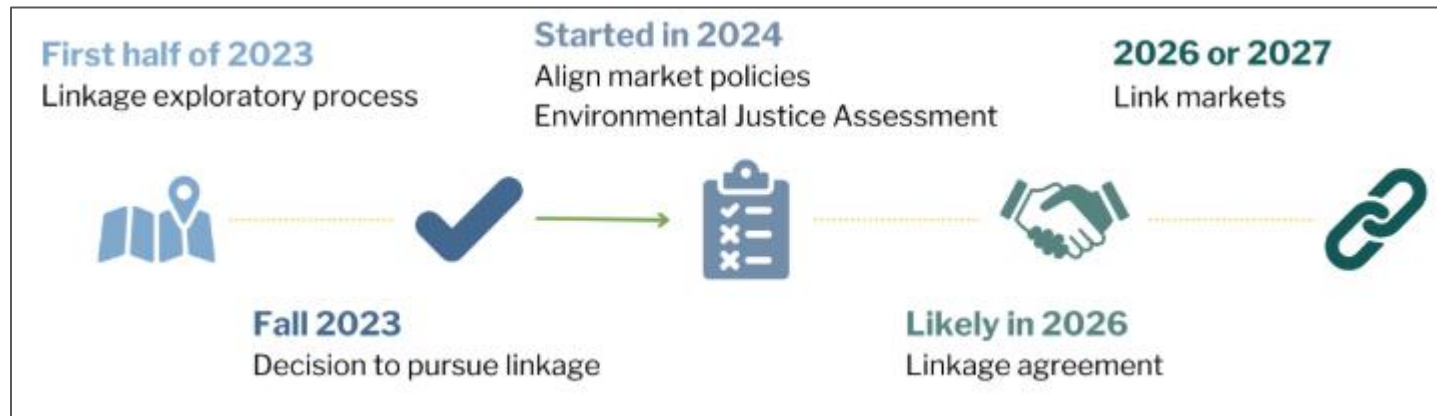 First half of 2023
Linkage exploratory process
Fall 2023
Decision to pursue linkage
Started in 2024
Align market policies
Environmental Justice Assessment
Likely in 2026
Linkage agreement
2026 or 2027
Link markets